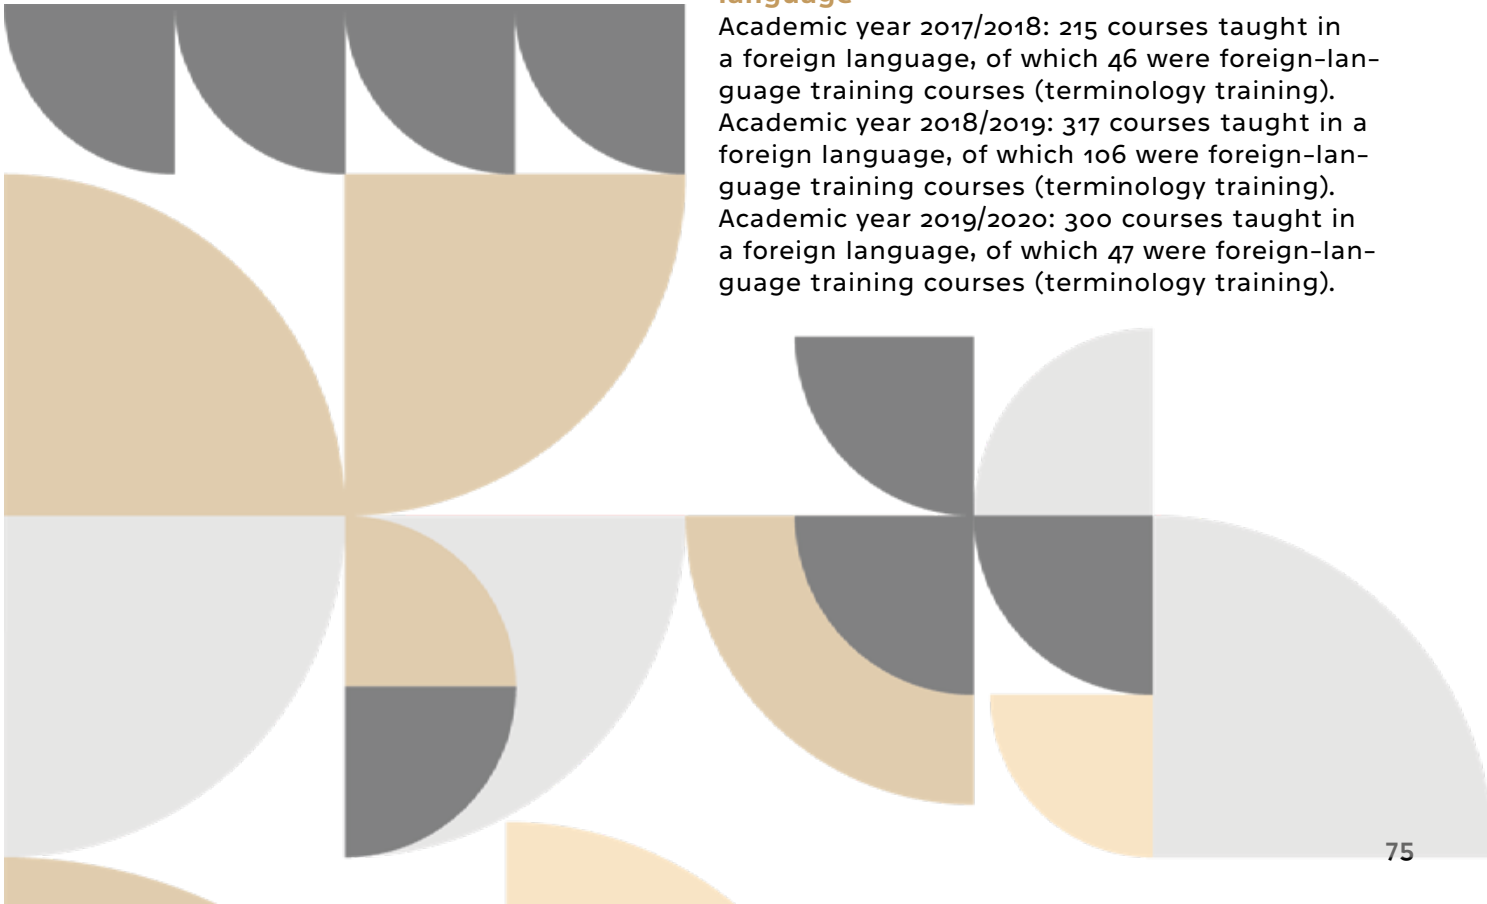 language
Academic year 2017/2018: 215 courses taught in
a foreign language, of which 46 were foreign-lan-
guage training courses (terminology training).
Academic year 2018/2019: 317 courses taught in a
foreign language, of which 106 were foreign-lan-
guage training courses (terminology training).
Academic year 2019/2020: 300 courses taught in
a foreign language, of which 47 were foreign-lan-
guage training courses (terminology training).
75